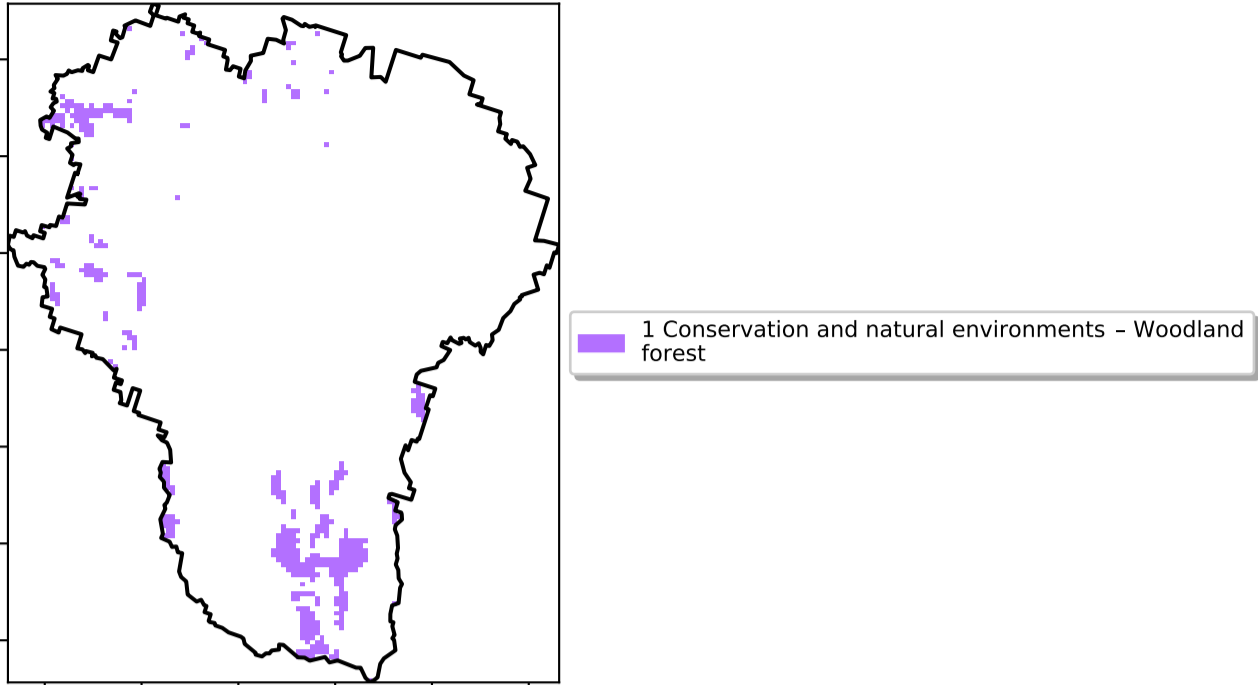 1 Conservation and natural environments – Woodland
forest